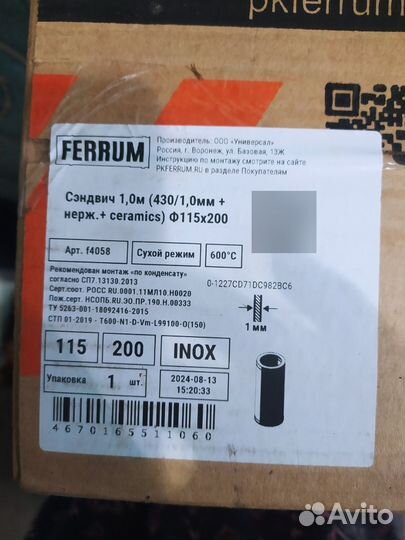 pkferrum
FERRUM
Производитель: ООО «Универсал»
Россия, г. Воронеж, ул. Базовая, 13Ж
Инструкцию по монтажу смотрите на сайте
PKFERRUM.RU в разделе Покупателям
Сэндвич 1,0м (430/1,0мм +
нерж.+ ceramics) Ф115х200
Арт. f4058
Сухой режим
600°C
Рекомендован монтаж «по конденсату»
согласно СП7.13130.2013
Серт.соот. РОСС RU.0001.11МЛ10.Н0020
Пож.серт. НСОПБ.RU.ЭО.ПР.190.Н.00333
ТУ 5263-001-18092416-2015
СТП 01-2019 - T600-N1-D-Vm-L99100-O(150)
0-1227CD71DC982BC6
1 мм
115
200
INOX
Упаковка
1
шт.
2024-08-13
15:20:33
4670165511060
Avito